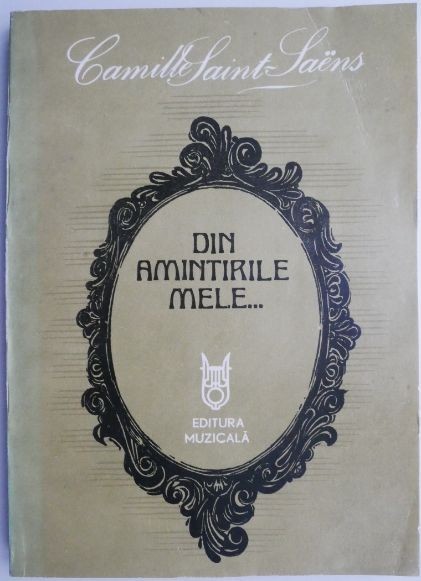 Camille Saint-Saëns
DIN
AMINTIRILE
MELE...
EDITURA
MUZICALĂ